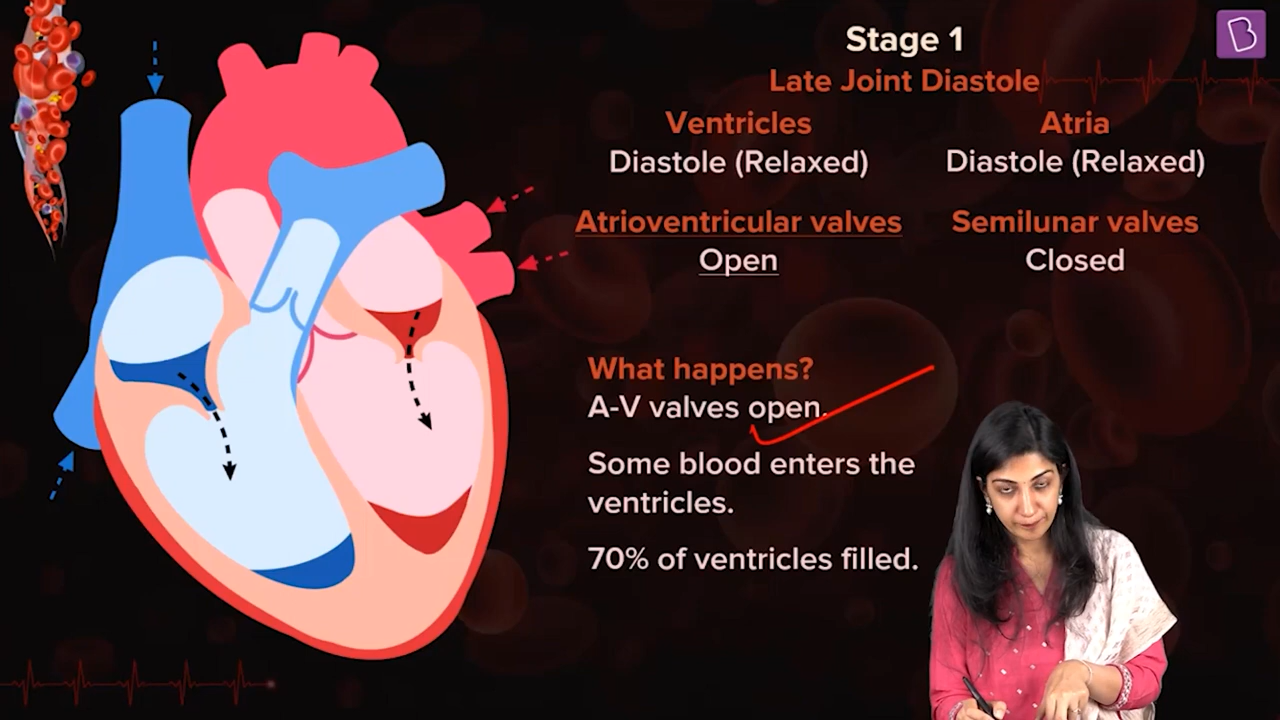 Stage 1
Late Joint Diastole
Ventricles
Diastole (Relaxed)
Atria
Diastole (Relaxed)
Atrioventricular valves
Open
Semilunar valves
Closed
What happens?
A-V valves open.
Some blood enters the
ventricles.
70% of ventricles filled.
B